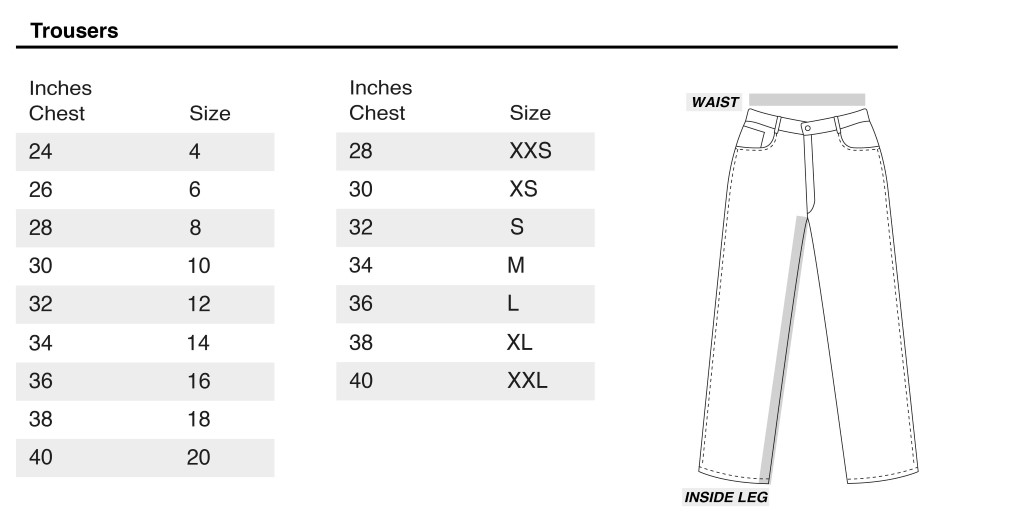 Trousers
Inches
Chest Size
24 4
26 6
28 8
30 10
32 12
34 14
36 16
38 18
40 20
Inches
Chest Size
28 XXS
30 XS
32 S
34 M
36 L
38 XL
40 XXL
WAIST
INSIDE LEG